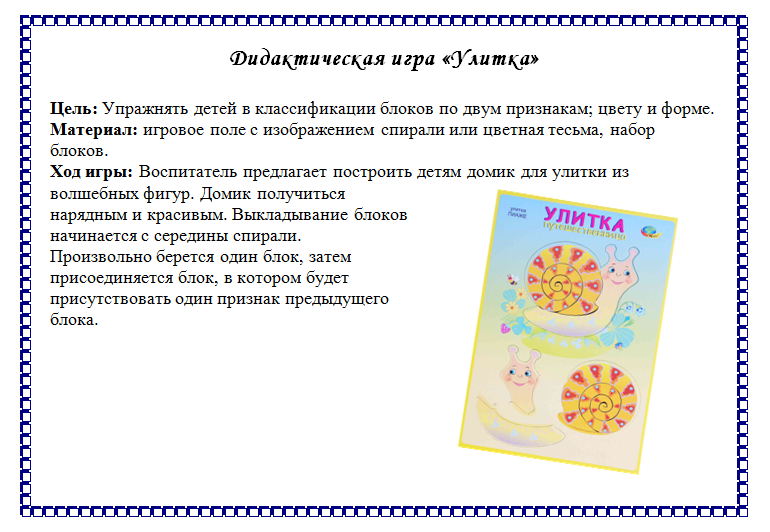 Дидактическая игра «Улитка»
Цель: Упражнять детей в классификации блоков по двум признакам; цвету и форме.
Материал: игровое поле с изображением спирали или цветная тесьма, набор
блоков.
Ход игры: Воспитатель предлагает построить детям домик для улитки из
волшебных фигур. Домик получиться
нарядным и красивым. Выкладывание блоков
начинается с середины спирали.
Произвольно берется один блок, затем
присоединяется блок, в котором будет
присутствовать один признак предыдущего
блока.
УЛИТКА